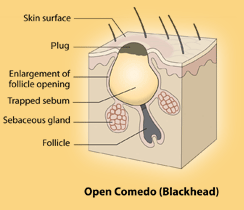 Skin surface
Plug
Enlargement of
follicle opening
Trapped sebum
Sebaceous gland
Follicle
Open Comedo (Blackhead)